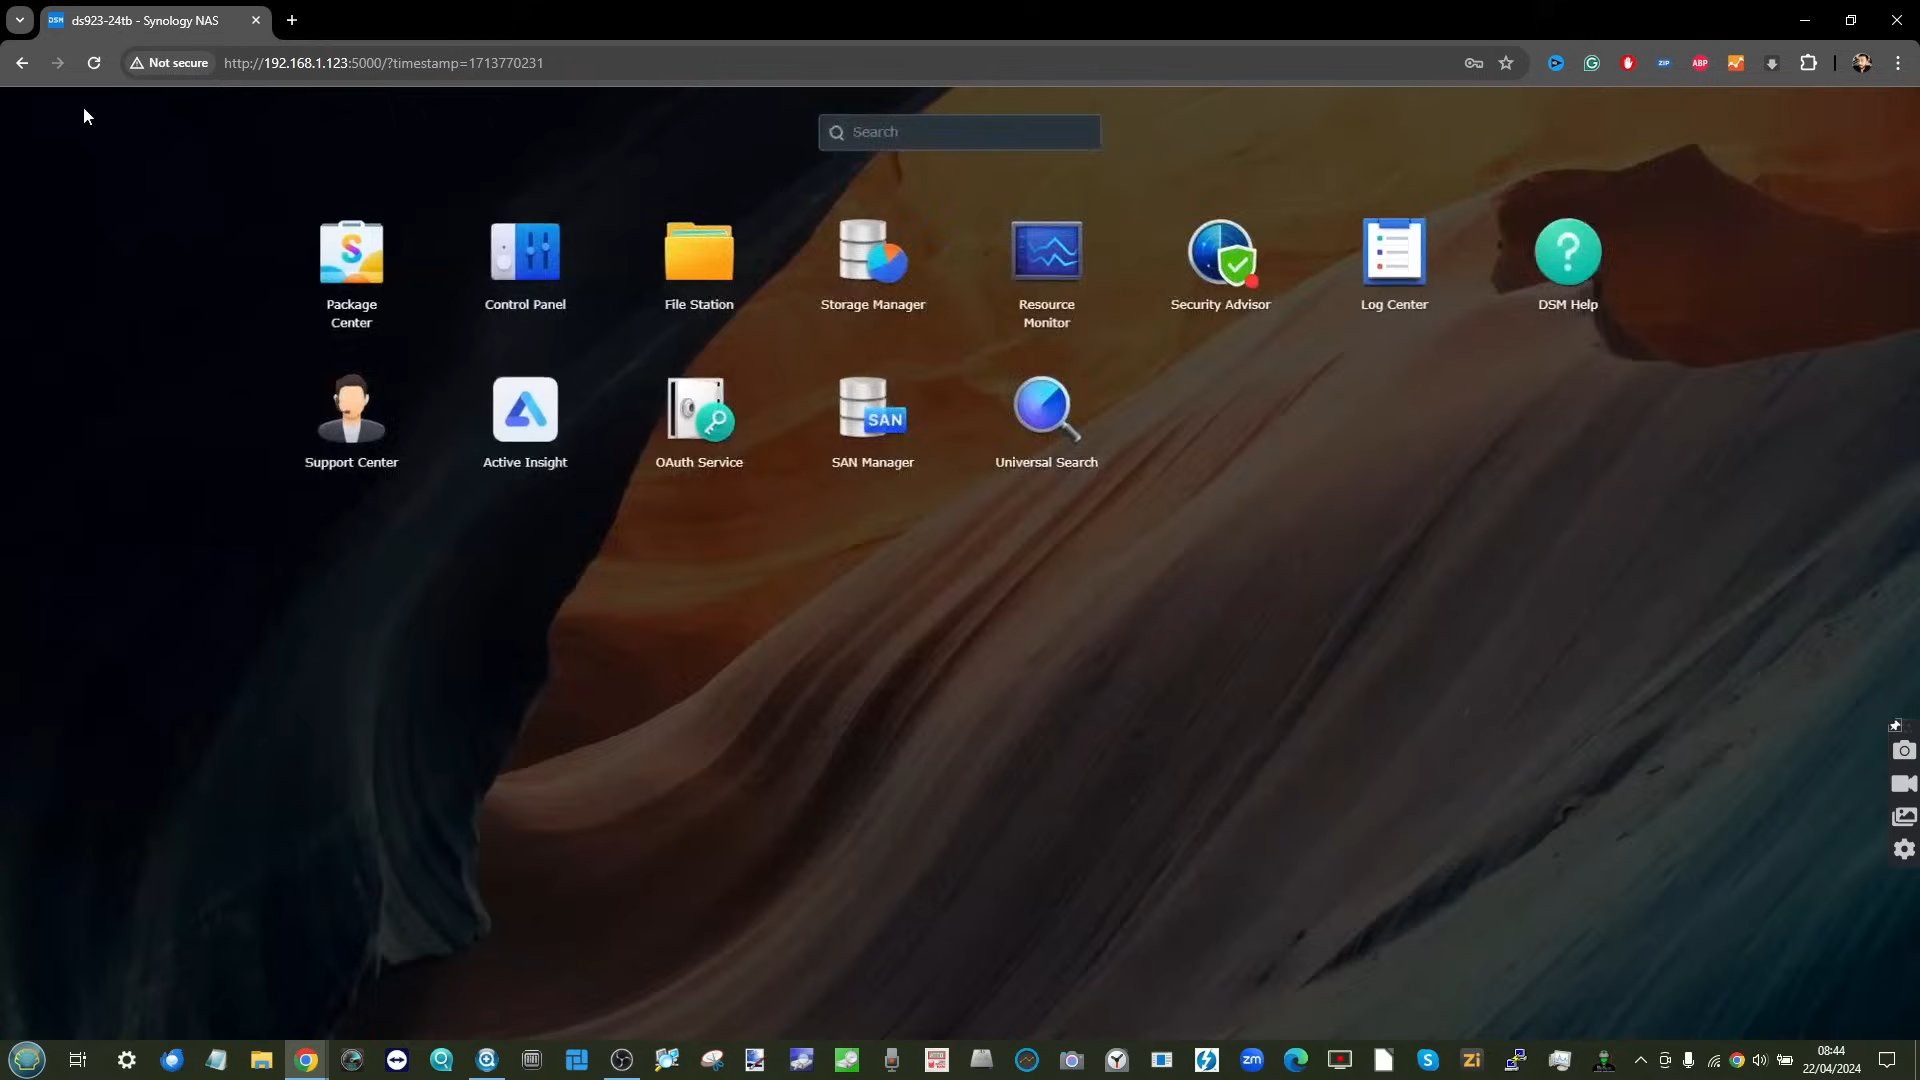 DSM ds923-24tb - Synology NAS
Not secure http://192.168.1.123:5000/?timestamp=1713770231
ZIP ABP
Search
S
Package
Center
Control Panel
File Station
Storage Manager
Resource
Monitor
Security Advisor
Log Center
?
DSM Help
Support Center
Active Insight
OAuth Service
SAN
SAN Manager
Universal Search
zm
S
Zi
08:44
22/04/2024